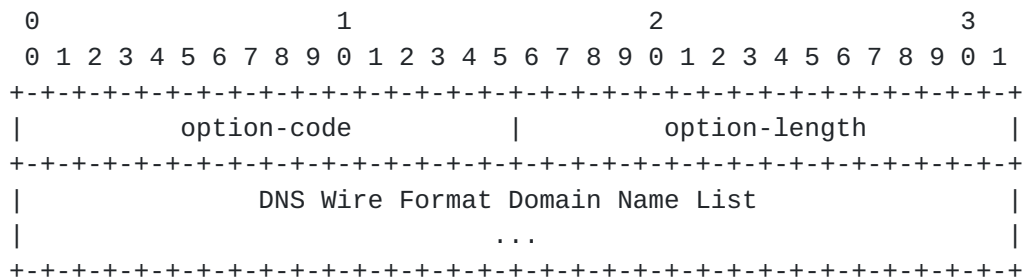 0                   1                   2                   3
 0 1 2 3 4 5 6 7 8 9 0 1 2 3 4 5 6 7 8 9 0 1 2 3 4 5 6 7 8 9 0 1
+-+-+-+-+-+-+-+-+-+-+-+-+-+-+-+-+-+-+-+-+-+-+-+-+-+-+-+-+-+-+-+-+
|          option-code          |         option-length         |
+-+-+-+-+-+-+-+-+-+-+-+-+-+-+-+-+-+-+-+-+-+-+-+-+-+-+-+-+-+-+-+-+
|               DNS Wire Format Domain Name List                |
|                              ...                              |
+-+-+-+-+-+-+-+-+-+-+-+-+-+-+-+-+-+-+-+-+-+-+-+-+-+-+-+-+-+-+-+-+